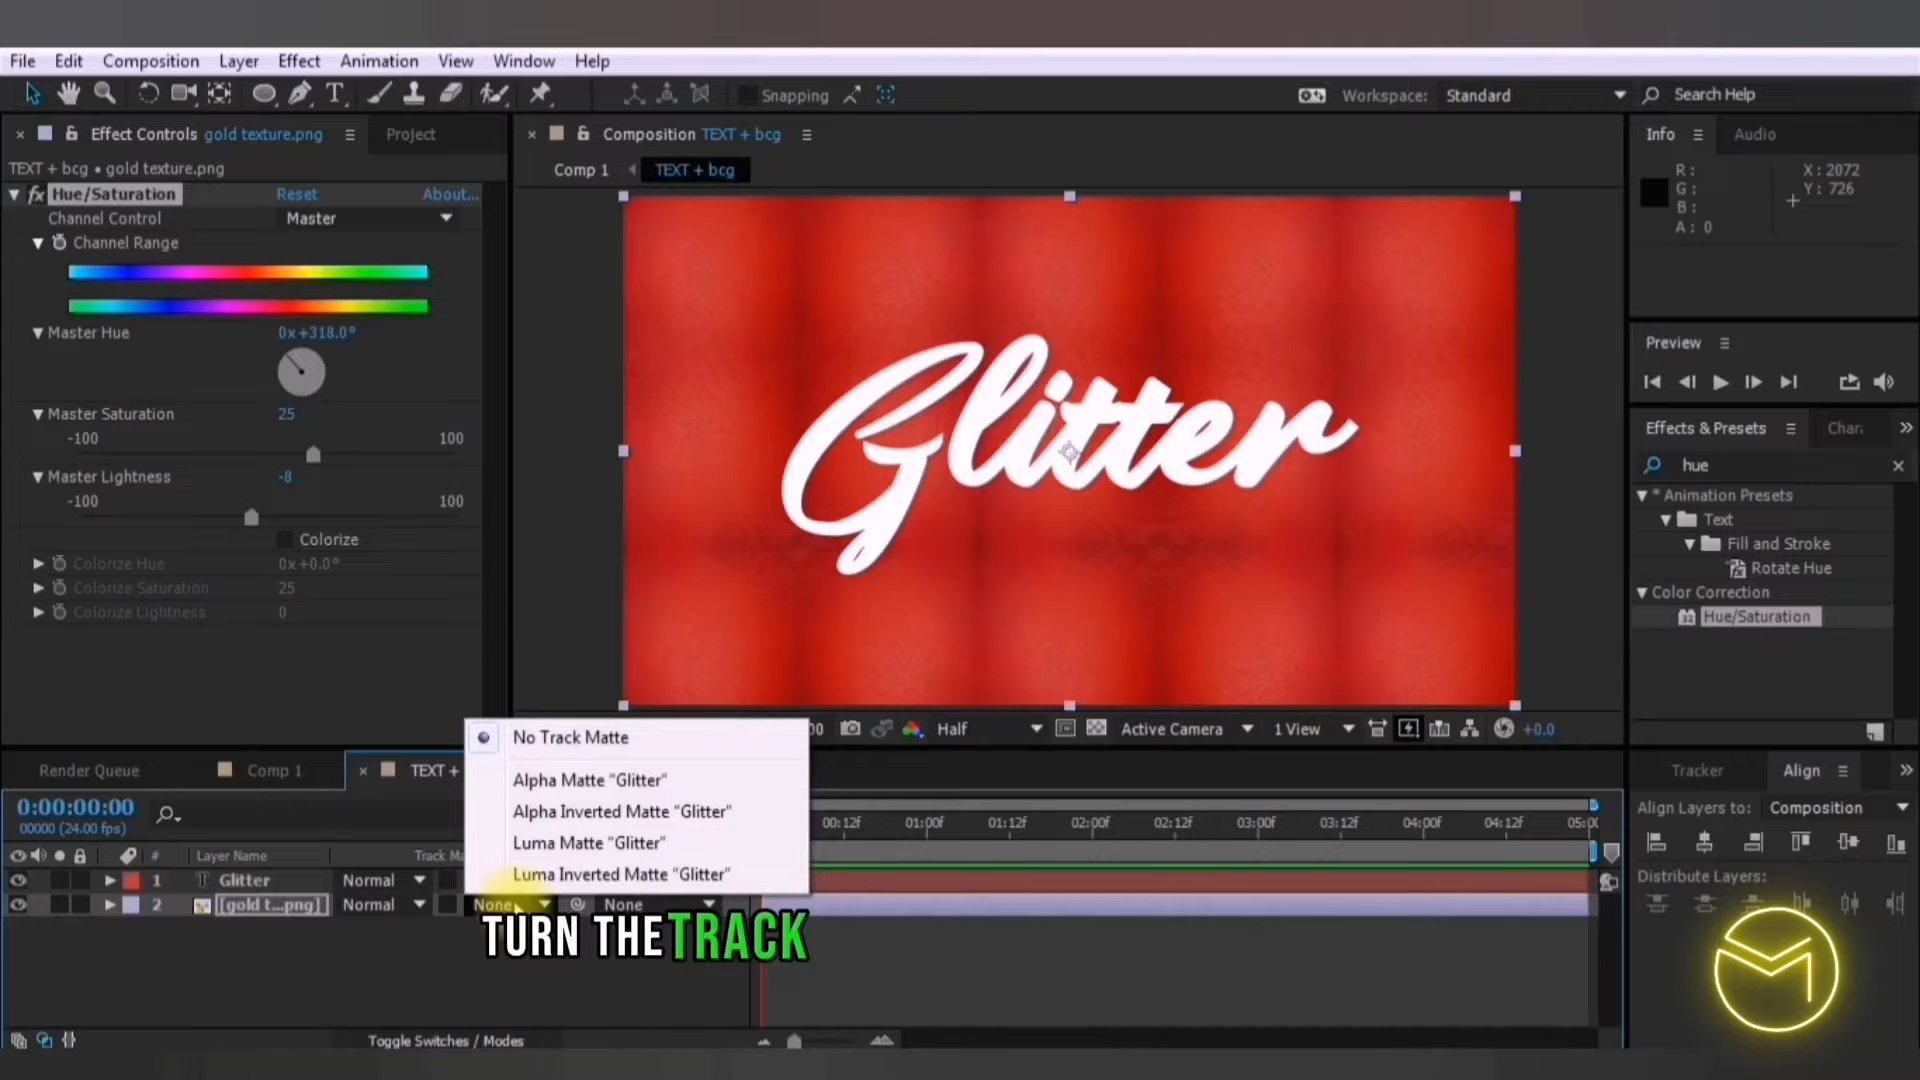 File Edit Composition Layer Effect Animation View Window Help
Snapping
Workspace: Standard
Search Help
Effect Controls gold texture.png
Project
Composition TEXT + bcg
Info
Audio
TEXT + bcg • gold texture.png
Comp 1
TEXT + bcg
R:
G:
B:
A: 0
X: 2072
Y: 726
fx Hue/Saturation Reset About...
Channel Control Master
Channel Range
Master Hue 0x+318.0°
Master Saturation 25
-100 100
Master Lightness -8
-100 100
Colorize
Colorize Hue 0x+0.0°
Colorize Saturation 25
Colorize Lightness 0
Glitter
Preview
Effects & Presets
hue
* Animation Presets
Text
Fill and Stroke
Rotate Hue
Color Correction
32 Hue/Saturation
Half
Active Camera
1 View
+0.0
No Track Matte
Alpha Matte "Glitter"
Alpha Inverted Matte "Glitter"
Luma Matte "Glitter"
Luma Inverted Matte "Glitter"
Render Queue
Comp 1
TEXT +
Tracker
Align
0:00:00:00
00000 (24.00 fps)
00:12f 01:00f 01:12f 02:00f 02:12f 03:00f 03:12f 04:00f 04:12f
Align Layers to: Composition
# Layer Name
1 T Glitter Normal
2 [gold t...png] Normal None None
Distribute Layers:
TURN THE TRACK
Toggle Switches / Modes